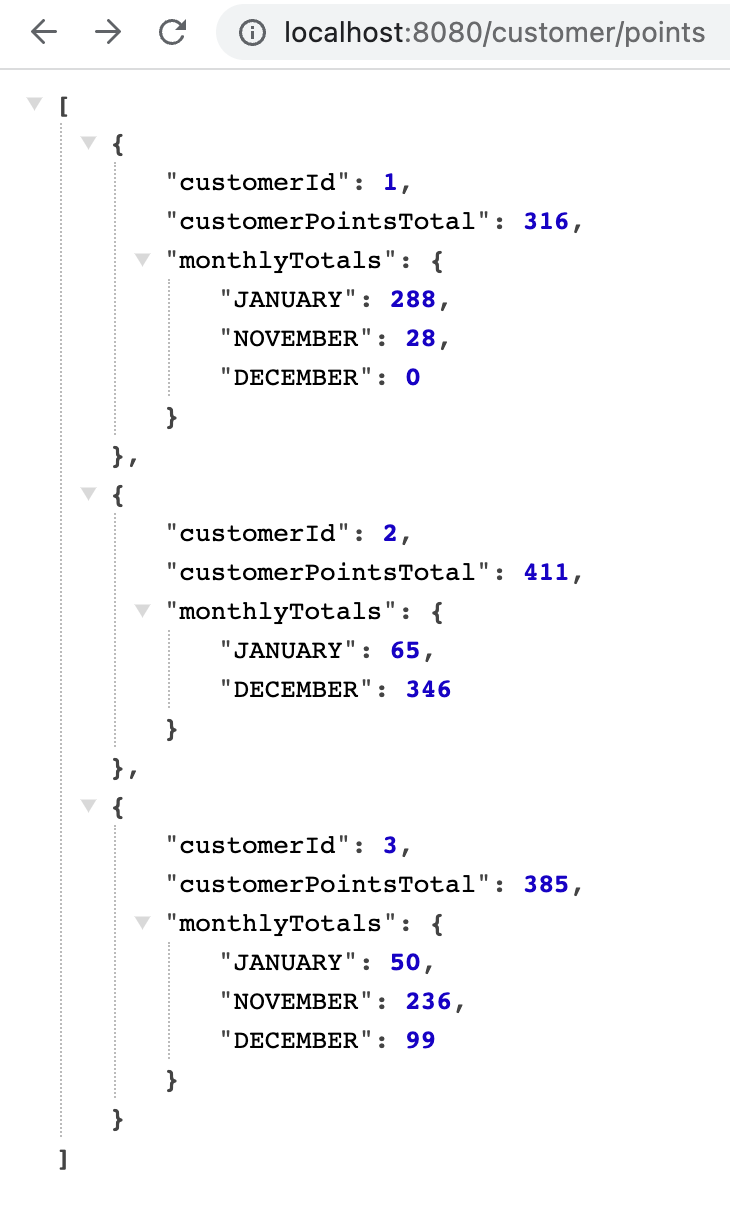 localhost:8080/customer/points
[
{
"customerId": 1,
"customerPointsTotal": 316,
"monthlyTotals": {
"JANUARY": 288,
"NOVEMBER": 28,
"DECEMBER": 0
}
},
{
"customerId": 2,
"customerPointsTotal": 411,
"monthlyTotals": {
"JANUARY": 65,
"DECEMBER": 346
}
},
{
"customerId": 3,
"customerPointsTotal": 385,
"monthlyTotals": {
"JANUARY": 50,
"NOVEMBER": 236,
"DECEMBER": 99
}
}
]